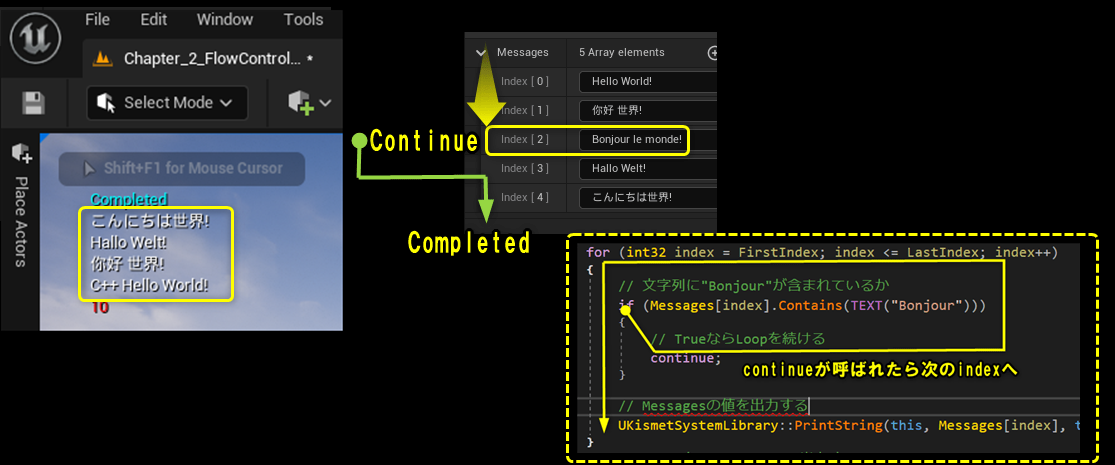 File Edit Window Tools
Chapter_2_FlowControl... *
Select Mode
Place Actors
Shift+F1 for Mouse Cursor
Completed
こんにちは世界!
Hallo Welt!
你好 世界!
C++ Hello World!
10
Continue
Completed
Messages 5 Array elements
Index [ 0 ] Hello World!
Index [ 1 ] 你好 世界!
Index [ 2 ] Bonjour le monde!
Index [ 3 ] Hallo Welt!
Index [ 4 ] こんにちは世界!
for (int32 index = FirstIndex; index <= LastIndex; index++)
{
// 文字列に"Bonjour"が含まれているか
if (Messages[index].Contains(TEXT("Bonjour")))
{
// TrueならLoopを続ける
continue;
}
continueが呼ばれたら次のindexへ
// Messagesの値を出力する
UKismetSystemLibrary::PrintString(this, Messages[index], t
}